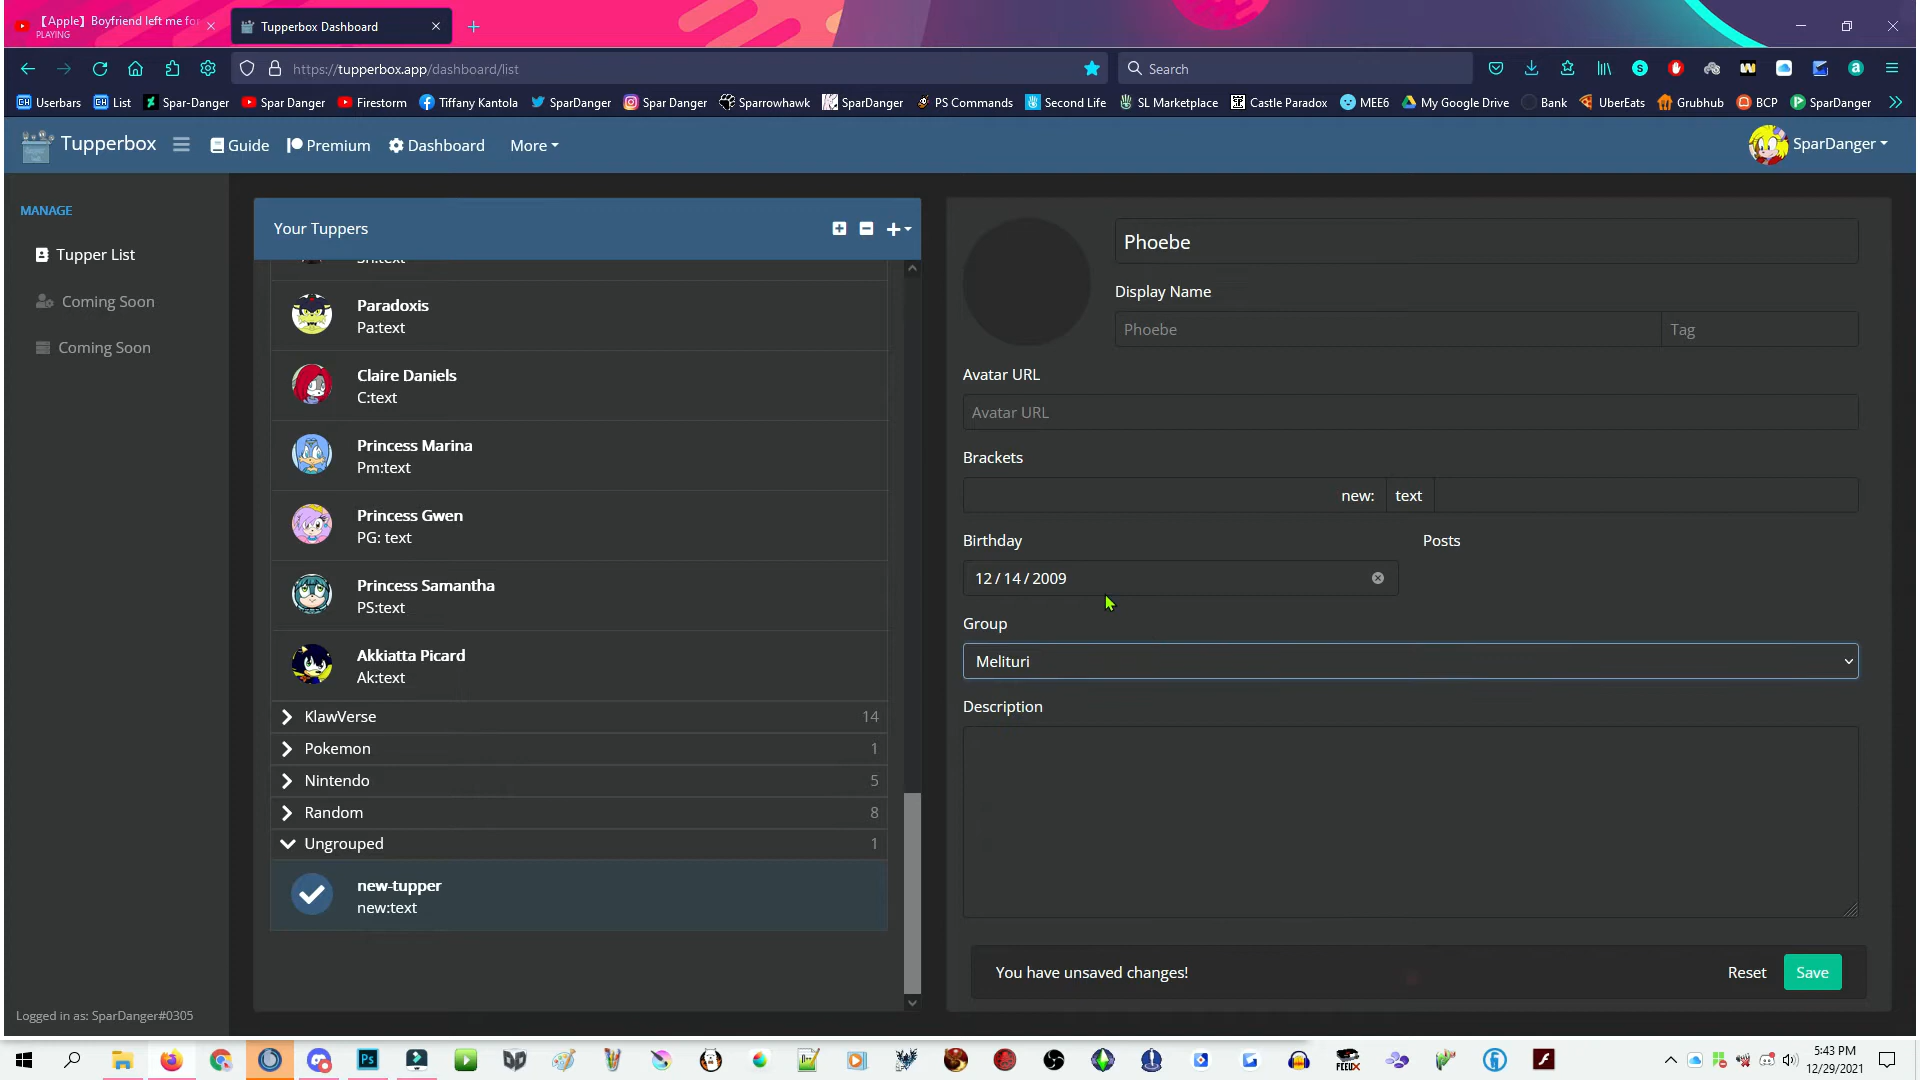 【Apple】Boyfriend left me fo
PLAYING
Tupperbox Dashboard
https://tupperbox.app/dashboard/list
Search
Userbars
List
Spar-Danger
Spar Danger
Firestorm
Tiffany Kantola
SparDanger
Spar Danger
Sparrowhawk
SparDanger
PS Commands
Second Life
SL Marketplace
Castle Paradox
MEE6
My Google Drive
Bank
UberEats
Grubhub
BCP
SparDanger
Tupperbox
Guide
Premium
Dashboard
More
SparDanger
MANAGE
Tupper List
Coming Soon
Coming Soon
Logged in as: SparDanger#0305
Your Tuppers
Paradoxis
Pa:text
Claire Daniels
C:text
Princess Marina
Pm:text
Princess Gwen
PG: text
Princess Samantha
PS:text
Akkiatta Picard
Ak:text
KlawVerse 14
Pokemon 1
Nintendo 5
Random 8
Ungrouped 1
new-tupper
new:text
Phoebe
Display Name
Phoebe
Tag
Avatar URL
Avatar URL
Brackets
new: text
Birthday
Posts
12 / 14 / 2009
Group
Melituri
Description
You have unsaved changes!
Reset
Save
5:43 PM
12/29/2021